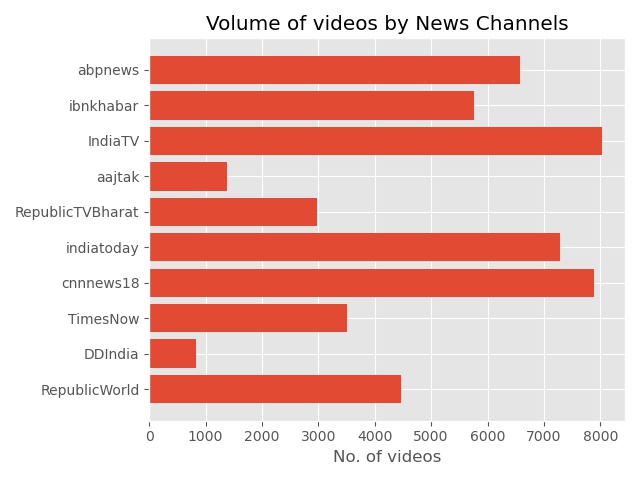 Volume of videos by News Channels
abpnews
ibnkhabar
IndiaTV
aajtak
RepublicTVBharat
indiatoday
cnnnews18
TimesNow
DDIndia
RepublicWorld
0 1000 2000 3000 4000 5000 6000 7000 8000
No. of videos